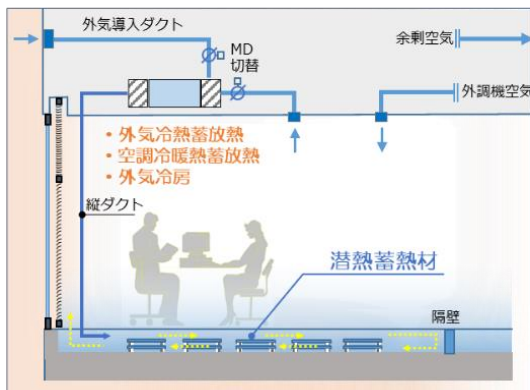 外気導入ダクト
余剰空気
MD
切替
外調機空気
・外気冷熱蓄放熱
・空調冷暖熱蓄放熱
・外気冷房
縦ダクト
潜熱蓄熱材
隔壁